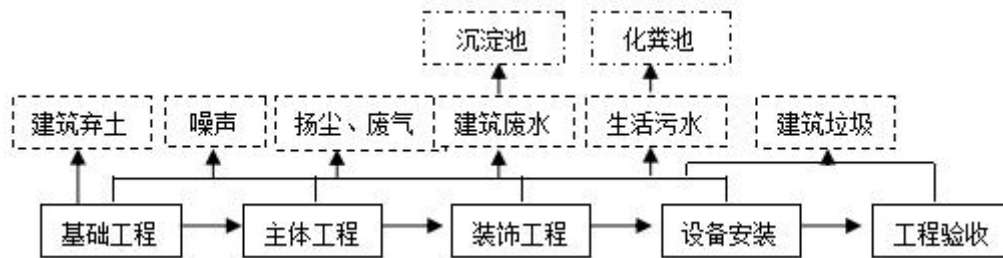 沉淀池 化粪池
建筑弃土 噪声 扬尘、废气 建筑废水 生活污水 建筑垃圾
基础工程 主体工程 装饰工程 设备安装 工程验收